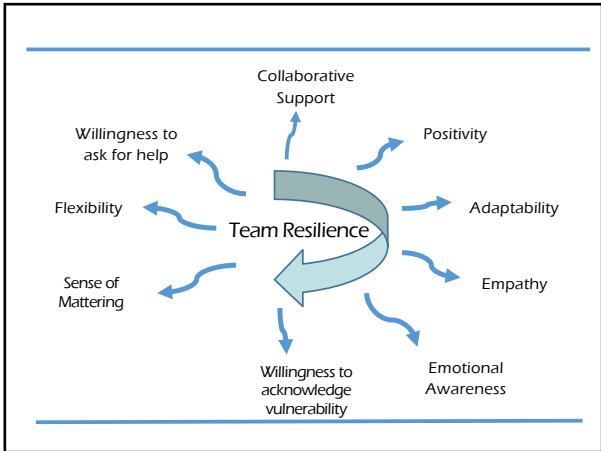 Collaborative
Support
Willingness to
ask for help
Positivity
Flexibility
Team Resilience
Adaptability
Sense of
Mattering
Empathy
Willingness to
acknowledge
vulnerability
Emotional
Awareness